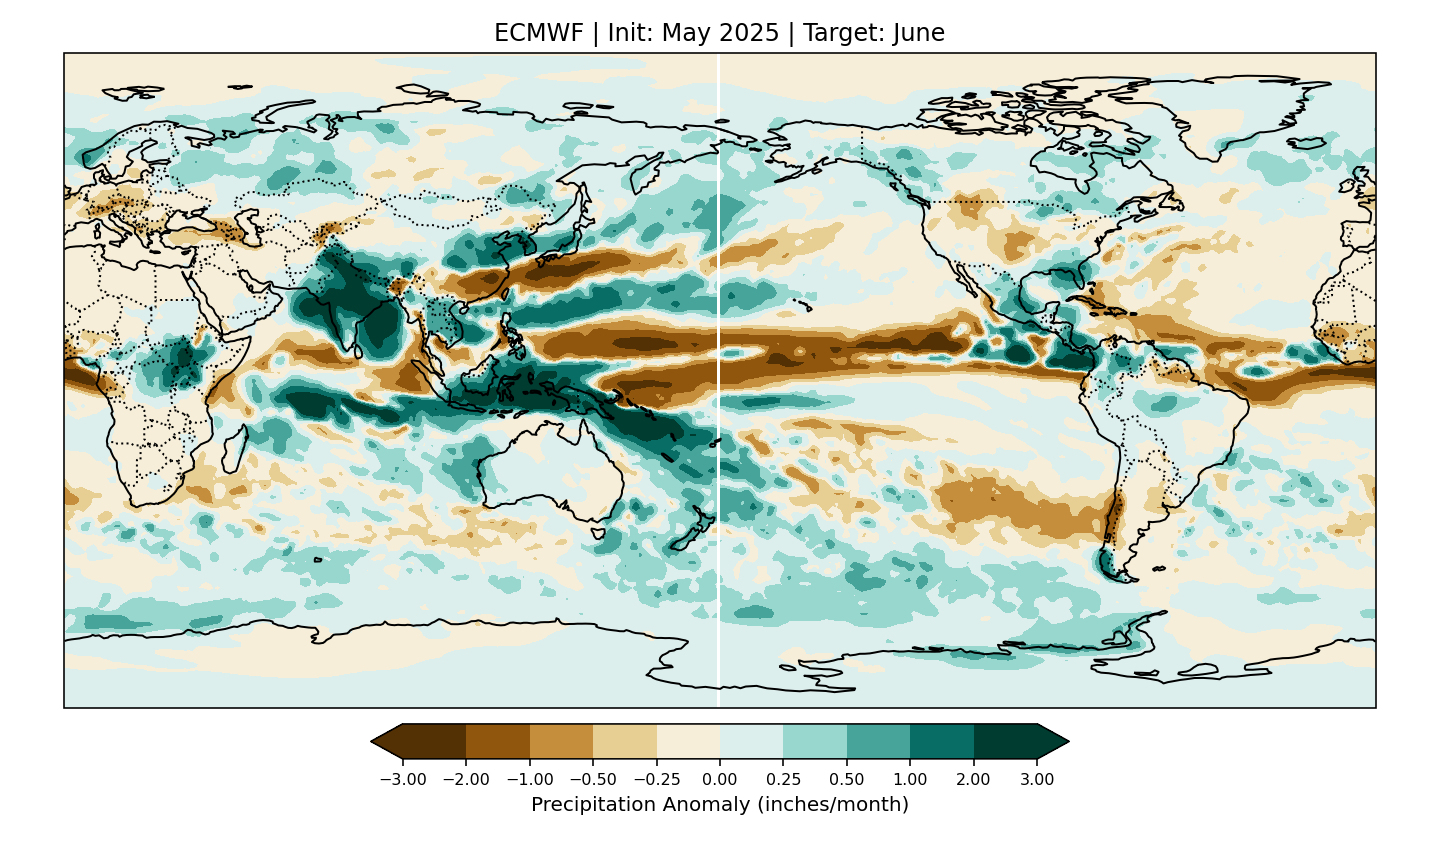 ECMWF | Init: May 2025 | Target: June
−3.00 −2.00 −1.00 −0.50 −0.25 0.00 0.25 0.50 1.00 2.00 3.00
Precipitation Anomaly (inches/month)